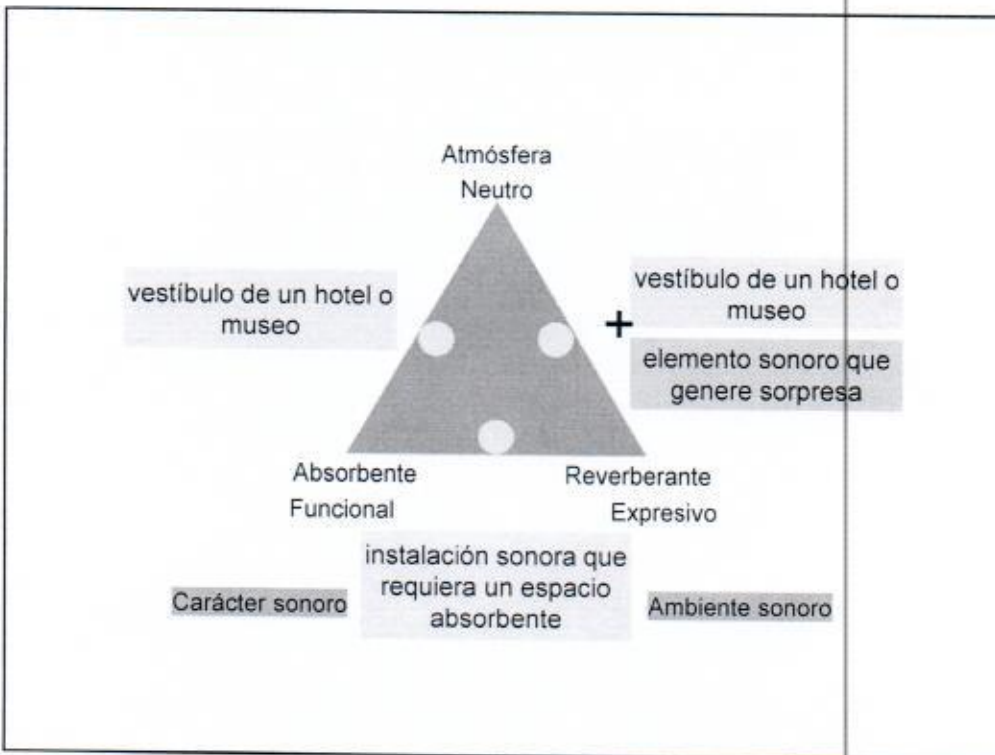 Atmósfera
Neutro
vestíbulo de un hotel o
museo
+
vestíbulo de un hotel o
museo
elemento sonoro que
genere sorpresa
Absorbente
Funcional
Reverberante
Expresivo
instalación sonora que
requiera un espacio
absorbente
Carácter sonoro
Ambiente sonoro